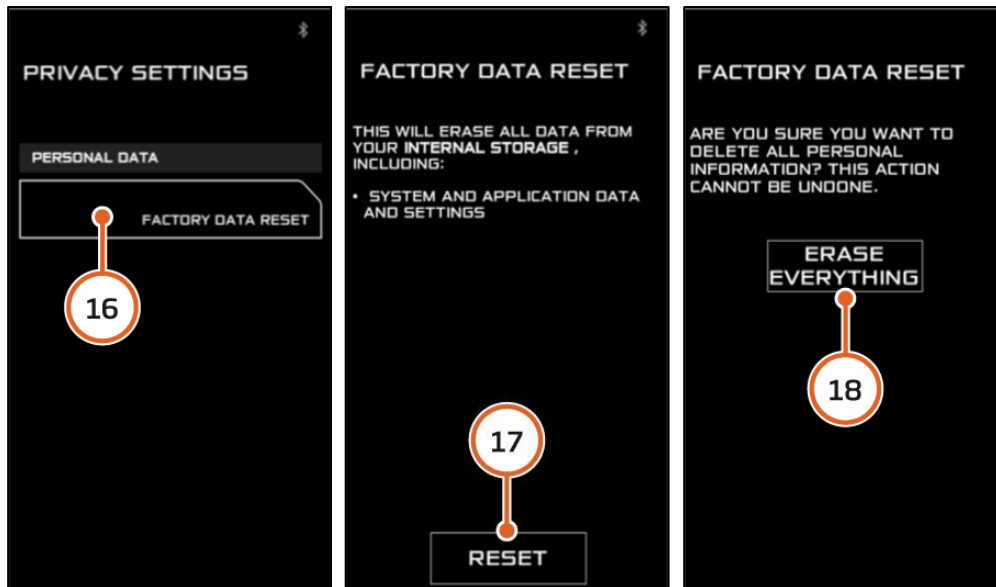 PRIVACY SETTINGS
PERSONAL DATA
FACTORY DATA RESET
16
FACTORY DATA RESET
THIS WILL ERASE ALL DATA FROM
YOUR INTERNAL STORAGE ,
INCLUDING:
• SYSTEM AND APPLICATION DATA
AND SETTINGS
17
RESET
FACTORY DATA RESET
ARE YOU SURE YOU WANT TO
DELETE ALL PERSONAL
INFORMATION? THIS ACTION
CANNOT BE UNDONE.
ERASE
EVERYTHING
18